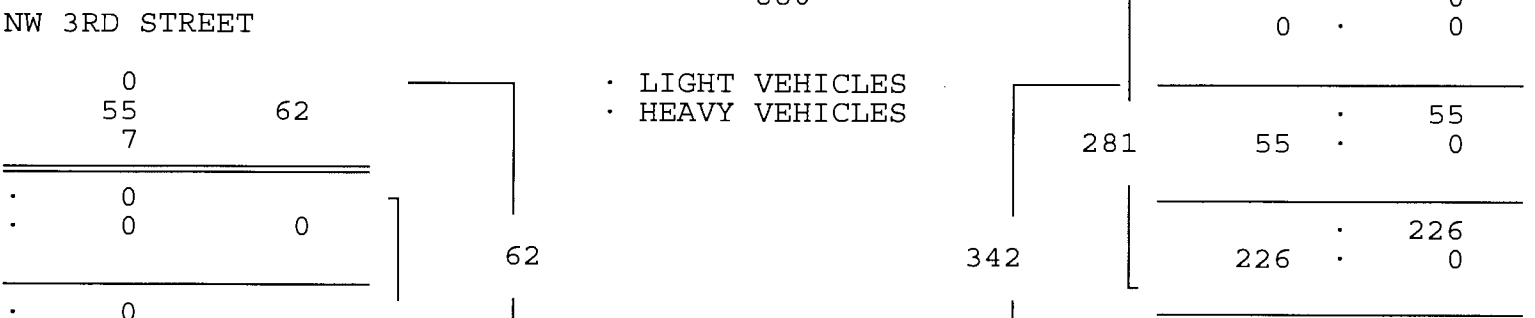 0
NW 3RD STREET 0 · 0
0 · LIGHT VEHICLES
55 62 · HEAVY VEHICLES · 55
7 281 55 · 0
· 0
· 0 0 · 226
62 342 226 · 0
· 0